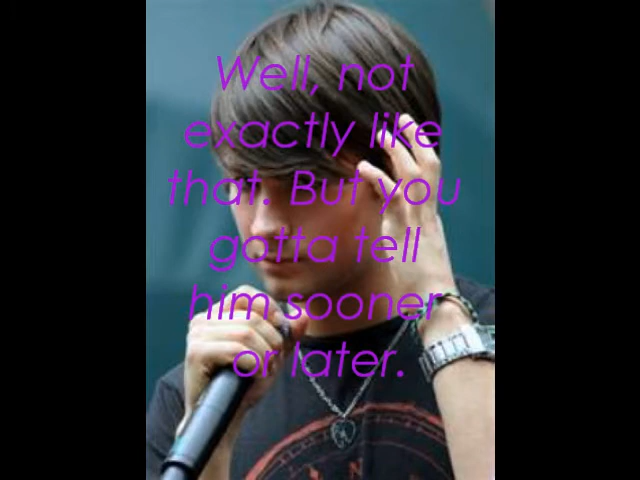 Well, not
exactly like
that. But you
gotta tell
him sooner
or later.